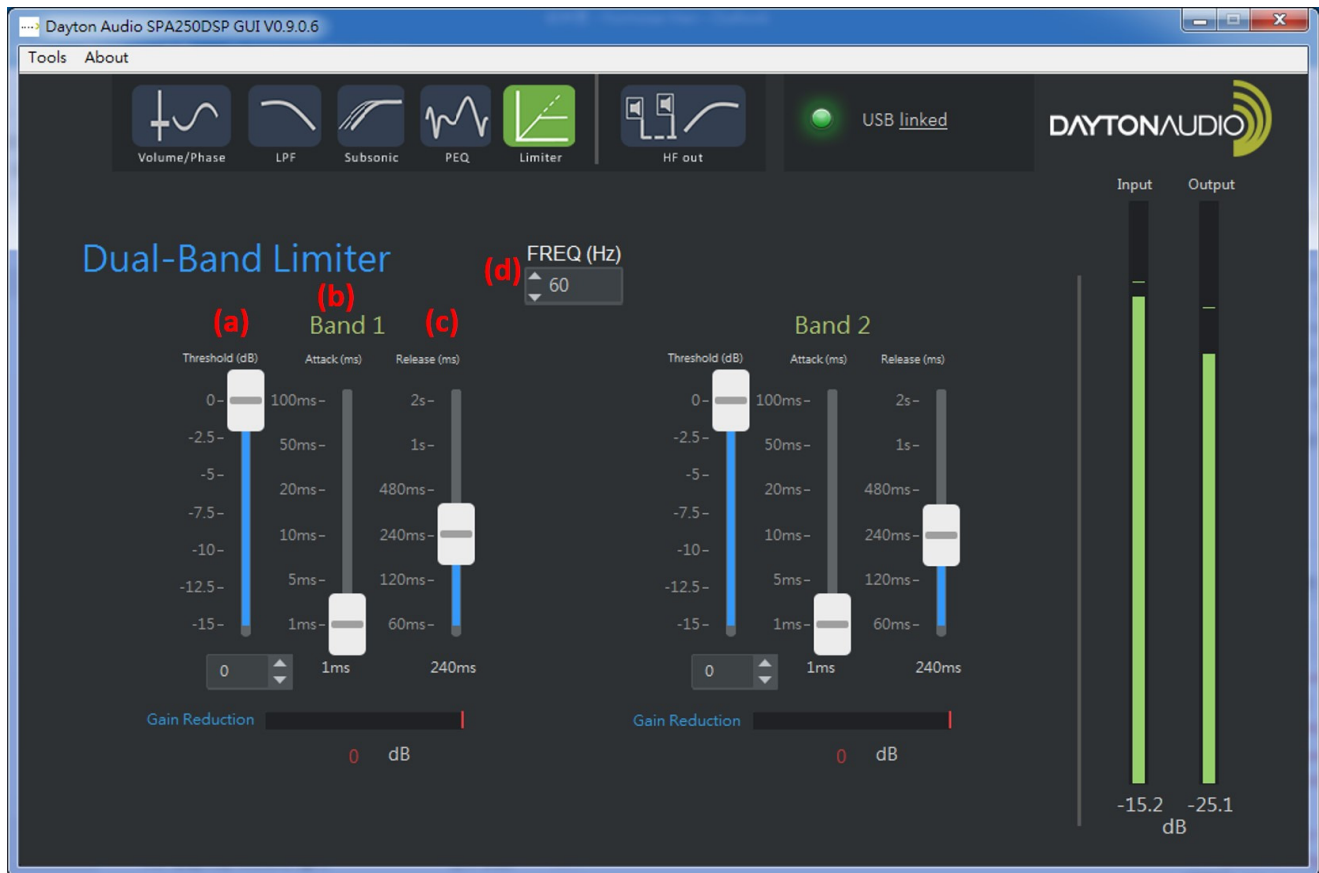 Dayton Audio SPA250DSP GUI V0.9.0.6
Tools About
Volume/Phase LPF Subsonic PEQ Limiter HF out
USB linked
DAYTONAUDIO
Input Output
Dual-Band Limiter
FREQ (Hz)
(d) 60
(a) (b) (c)
Band 1 Band 2
Threshold (dB) Attack (ms) Release (ms) Threshold (dB) Attack (ms) Release (ms)
0 100ms 2s 0 100ms 2s
-2.5 50ms 1s -2.5 50ms 1s
-5 20ms 480ms -5 20ms 480ms
-7.5 -7.5
10ms 240ms 10ms 240ms
-10 -10
-12.5 5ms 120ms -12.5 5ms 120ms
-15 1ms 60ms -15 1ms 60ms
0 1ms 240ms 0 1ms 240ms
Gain Reduction Gain Reduction
0 dB 0 dB
-15.2 -25.1
dB